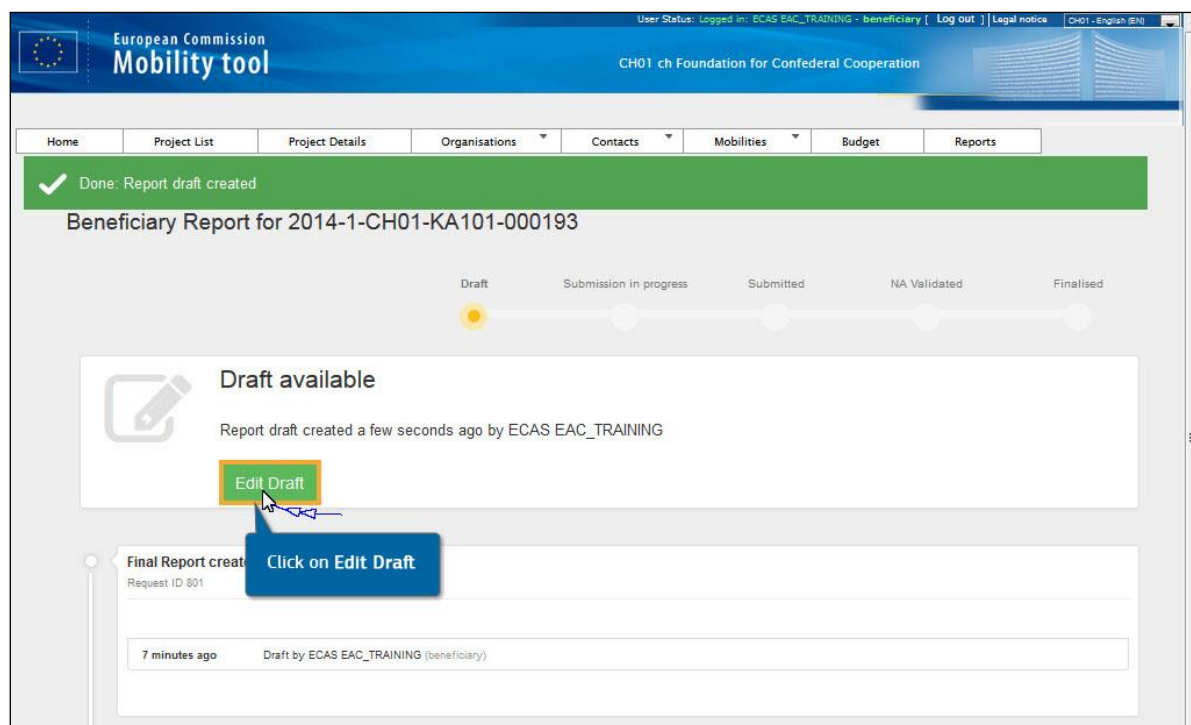 User Status: Logged in: ECAS EAC_TRAINING - beneficiary [ Log out ] | Legal notice CH01 - English (EN)
European Commission
Mobility tool
CH01 ch Foundation for Confederal Cooperation
Home Project List Project Details Organisations Contacts Mobilities Budget Reports
Done: Report draft created
Beneficiary Report for 2014-1-CH01-KA101-000193
Draft Submission in progress Submitted NA Validated Finalised
Draft available
Report draft created a few seconds ago by ECAS EAC_TRAINING
Edit Draft
Click on Edit Draft
Final Report creat
Request ID 801
7 minutes ago Draft by ECAS EAC_TRAINING (beneficiary)